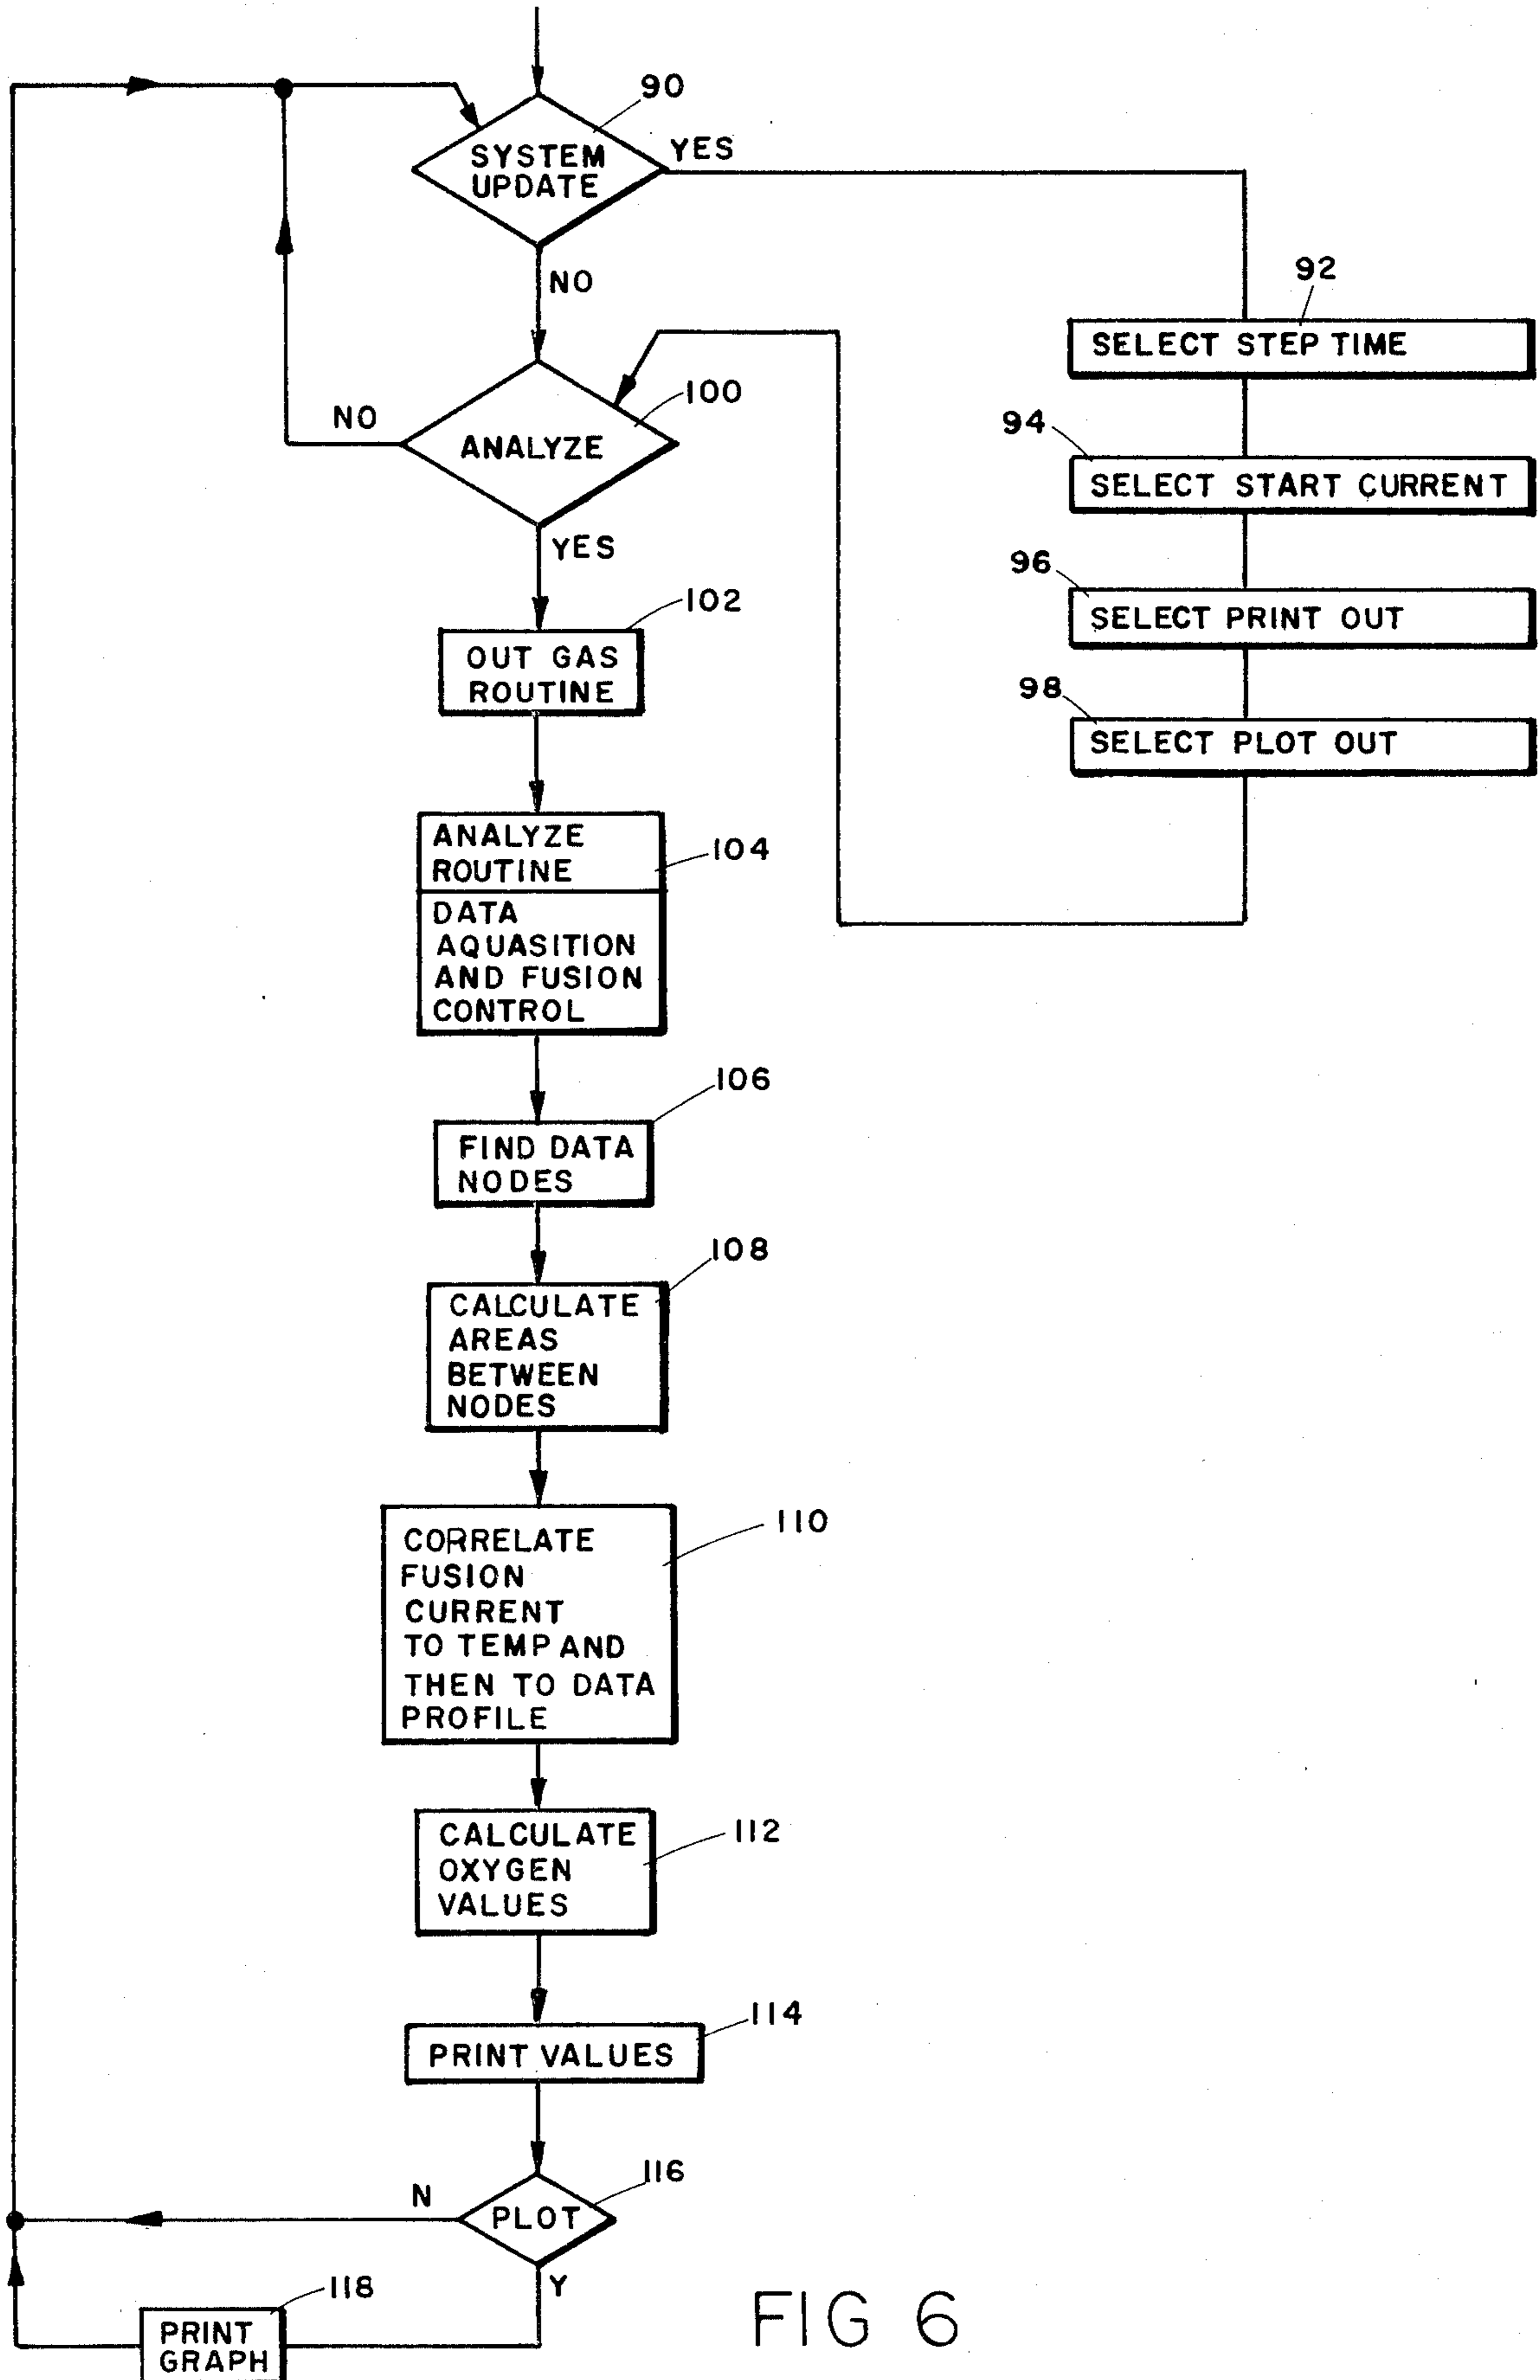 90
SYSTEM
UPDATE
YES
NO
92
SELECT STEP TIME
94
SELECT START CURRENT
96
SELECT PRINT OUT
98
SELECT PLOT OUT
100
ANALYZE
NO
YES
102
OUT GAS
ROUTINE
104
ANALYZE
ROUTINE
DATA
AQUASITION
AND FUSION
CONTROL
106
FIND DATA
NODES
108
CALCULATE
AREAS
BETWEEN
NODES
110
CORRELATE
FUSION
CURRENT
TO TEMP AND
THEN TO DATA
PROFILE
112
CALCULATE
OXYGEN
VALUES
114
PRINT VALUES
116
PLOT
N
Y
118
PRINT
GRAPH
FIG 6